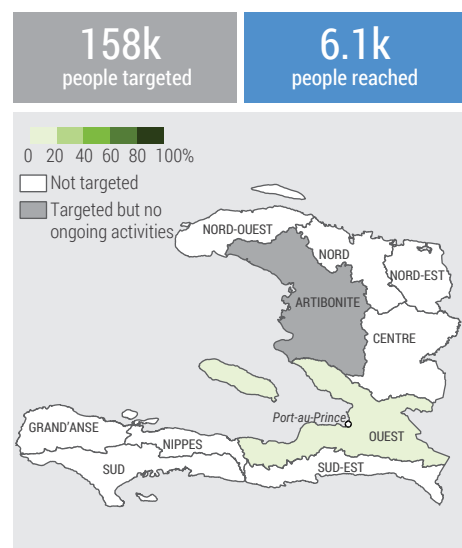 158k
people targeted
6.1k
people reached
0 20 40 60 80 100%
Not targeted
Targeted but no
ongoing activities
NORD-OUEST
NORD
NORD-EST
ARTIBONITE
CENTRE
Port-au-Prince
GRAND'ANSE
NIPPES
OUEST
SUD
SUD-EST